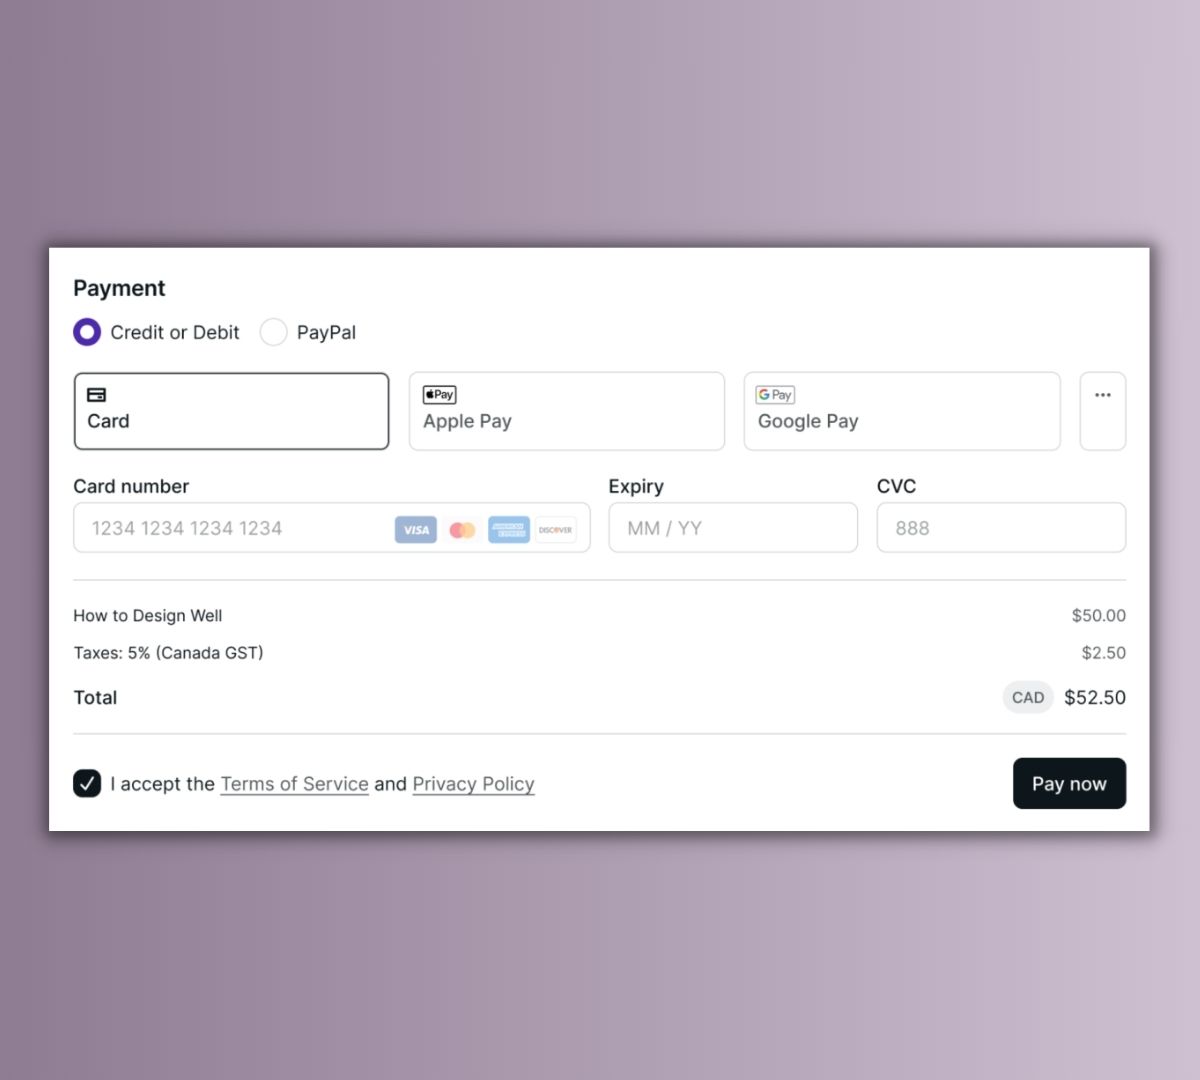 Payment
Credit or Debit PayPal
Pay G Pay
Card Apple Pay Google Pay
Card number Expiry CVC
1234 1234 1234 1234 VISA AMERICAN EXPRESS DISCOVER MM / YY 888
How to Design Well $50.00
Taxes: 5% (Canada GST) $2.50
Total CAD $52.50
I accept the Terms of Service and Privacy Policy Pay now